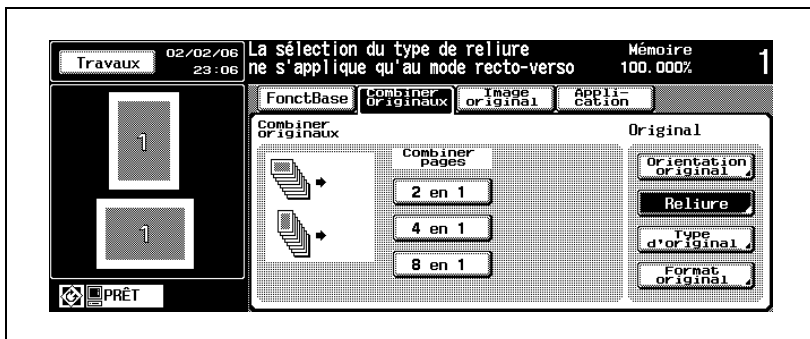 Travaux
02/02/06
23:06
La sélection du type de reliure
ne s'applique qu'au mode recto-verso
Mémoire
100.000%
1
FonctBase
Combiner
Originaux
Image
original
Appli-
cation
1
1
Combiner
originaux
Combiner
pages
2 en 1
4 en 1
8 en 1
Original
Orientation
original
Reliure
Type
d'original
Format
original
PRÊT